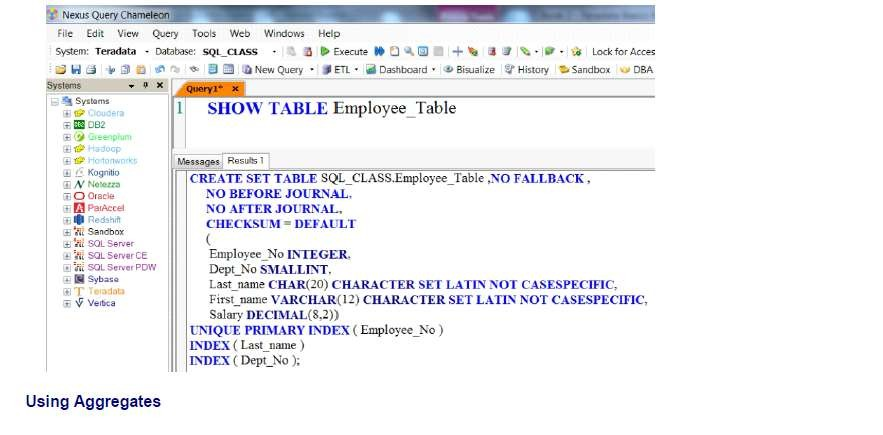 Nexus Query Chameleon
File Edit View Query Tools Web Windows Help
System: Teradata - Database: SQL_CLASS Execute Lock for Acces
New Query ETL Dashboard Bisualize History Sandbox DBA
Systems
Query1* ×
Systems
Cloudera
DB2
Greenplum
Hadoop
Hortonworks
Kognitio
Netezza
Oracle
ParAccel
Redshift
Sandbox
SQL Server
SQL Server CE
SQL Server PDW
Sybase
Teradata
Vertica
1 SHOW TABLE Employee_Table
Messages Results 1
CREATE SET TABLE SQL_CLASS.Employee_Table ,NO FALLBACK ,
NO BEFORE JOURNAL,
NO AFTER JOURNAL,
CHECKSUM = DEFAULT
(
Employee_No INTEGER,
Dept_No SMALLINT,
Last_name CHAR(20) CHARACTER SET LATIN NOT CASESPECIFIC,
First_name VARCHAR(12) CHARACTER SET LATIN NOT CASESPECIFIC,
Salary DECIMAL(8,2))
UNIQUE PRIMARY INDEX ( Employee_No )
INDEX ( Last_name )
INDEX ( Dept_No );
Using Aggregates